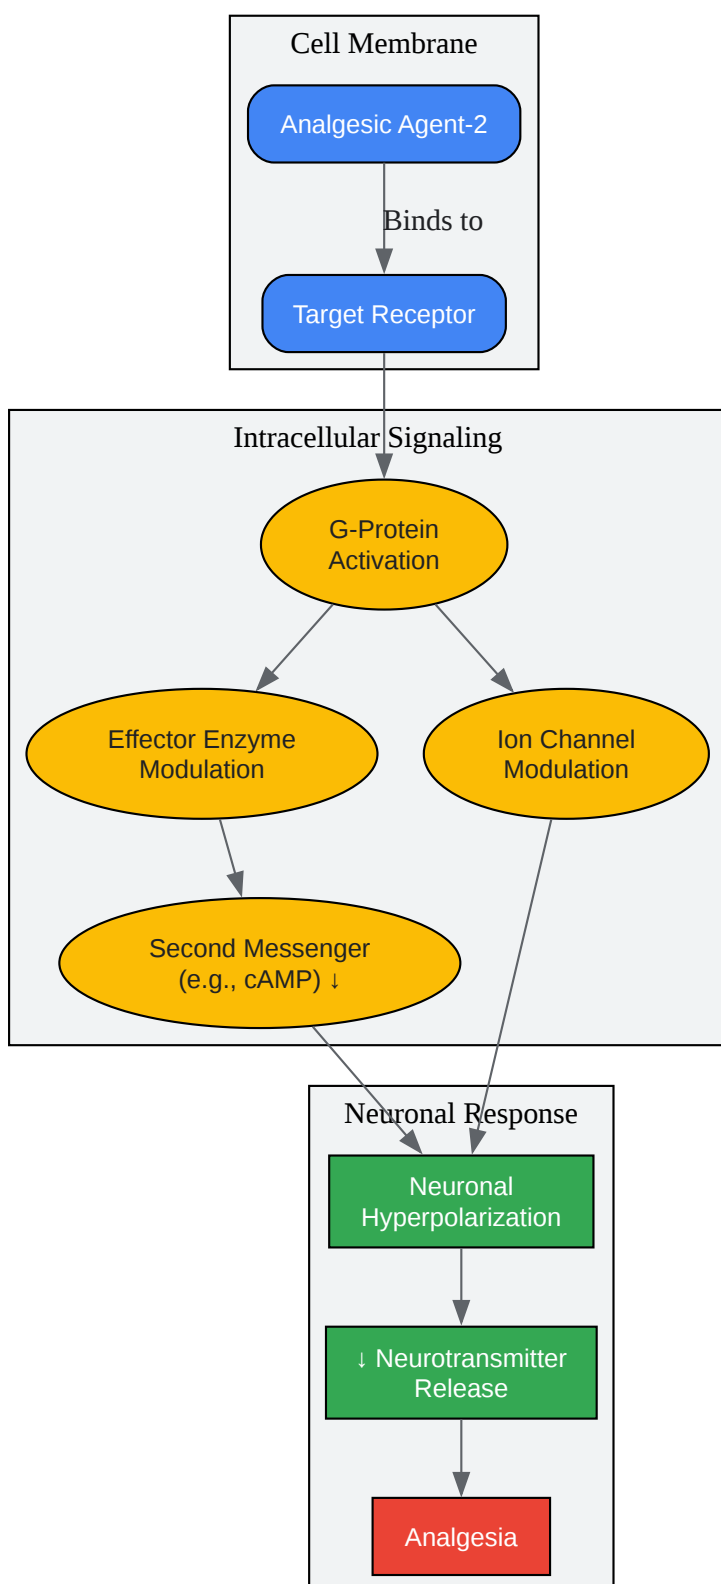 Cell Membrane
Analgesic Agent-2
Binds to
Target Receptor
Intracellular Signaling
G-Protein
Activation
Effector Enzyme
Modulation
Ion Channel
Modulation
Second Messenger
(e.g., cAMP) ↓
Neuronal Response
Neuronal
Hyperpolarization
↓ Neurotransmitter
Release
Analgesia